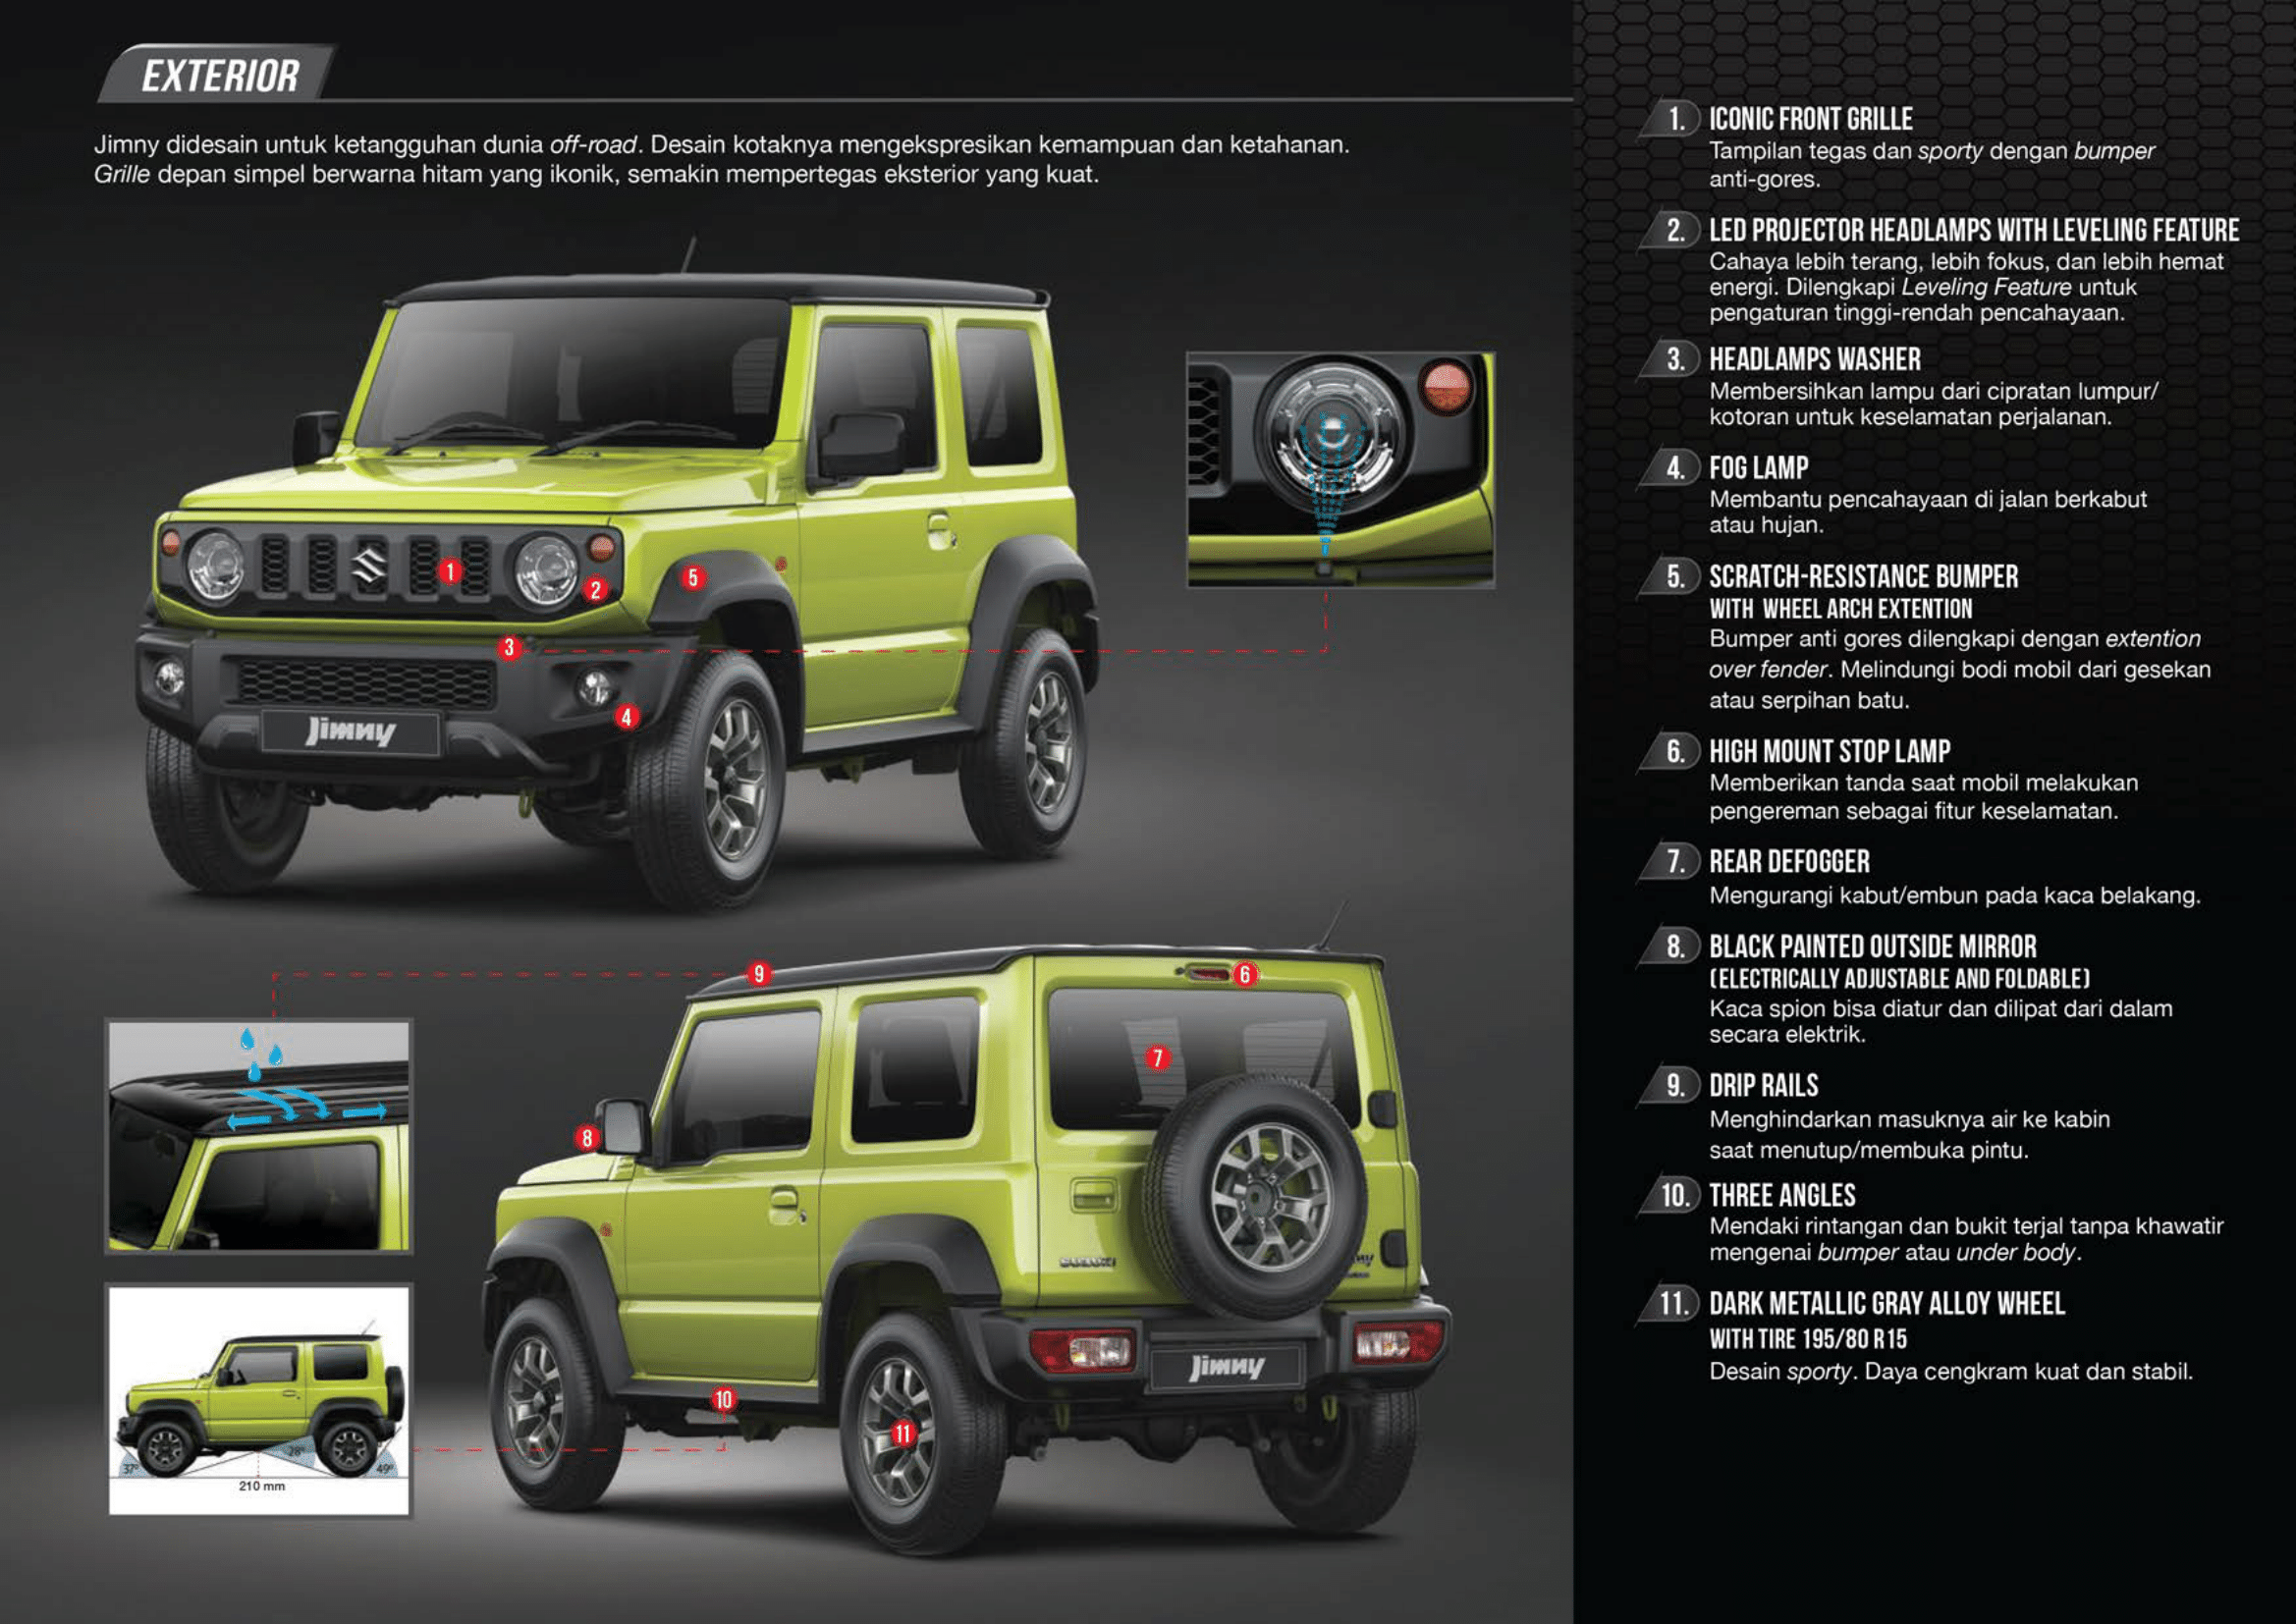 EXTERIOR
Jimny didesain untuk ketangguhan dunia off-road. Desain kotaknya mengekspresikan kemampuan dan ketahanan.
Grille depan simpel berwarna hitam yang ikonik, semakin mempertegas eksterior yang kuat.
1
2
3
4
5
Jimny
6
7
8
9
10
11
SUZUKI
Jimny
37°
28°
49°
210 mm
1. ICONIC FRONT GRILLE
Tampilan tegas dan sporty dengan bumper
anti-gores.
2. LED PROJECTOR HEADLAMPS WITH LEVELING FEATURE
Cahaya lebih terang, lebih fokus, dan lebih hemat
energi. Dilengkapi Leveling Feature untuk
pengaturan tinggi-rendah pencahayaan.
3. HEADLAMPS WASHER
Membersihkan lampu dari cipratan lumpur/
kotoran untuk keselamatan perjalanan.
4. FOG LAMP
Membantu pencahayaan di jalan berkabut
atau hujan.
5. SCRATCH-RESISTANCE BUMPER
WITH WHEEL ARCH EXTENTION
Bumper anti gores dilengkapi dengan extention
over fender. Melindungi bodi mobil dari gesekan
atau serpihan batu.
6. HIGH MOUNT STOP LAMP
Memberikan tanda saat mobil melakukan
pengereman sebagai fitur keselamatan.
7. REAR DEFOGGER
Mengurangi kabut/embun pada kaca belakang.
8. BLACK PAINTED OUTSIDE MIRROR
(ELECTRICALLY ADJUSTABLE AND FOLDABLE)
Kaca spion bisa diatur dan dilipat dari dalam
secara elektrik.
9. DRIP RAILS
Menghindarkan masuknya air ke kabin
saat menutup/membuka pintu.
10. THREE ANGLES
Mendaki rintangan dan bukit terjal tanpa khawatir
mengenai bumper atau under body.
11. DARK METALLIC GRAY ALLOY WHEEL
WITH TIRE 195/80 R15
Desain sporty. Daya cengkram kuat dan stabil.